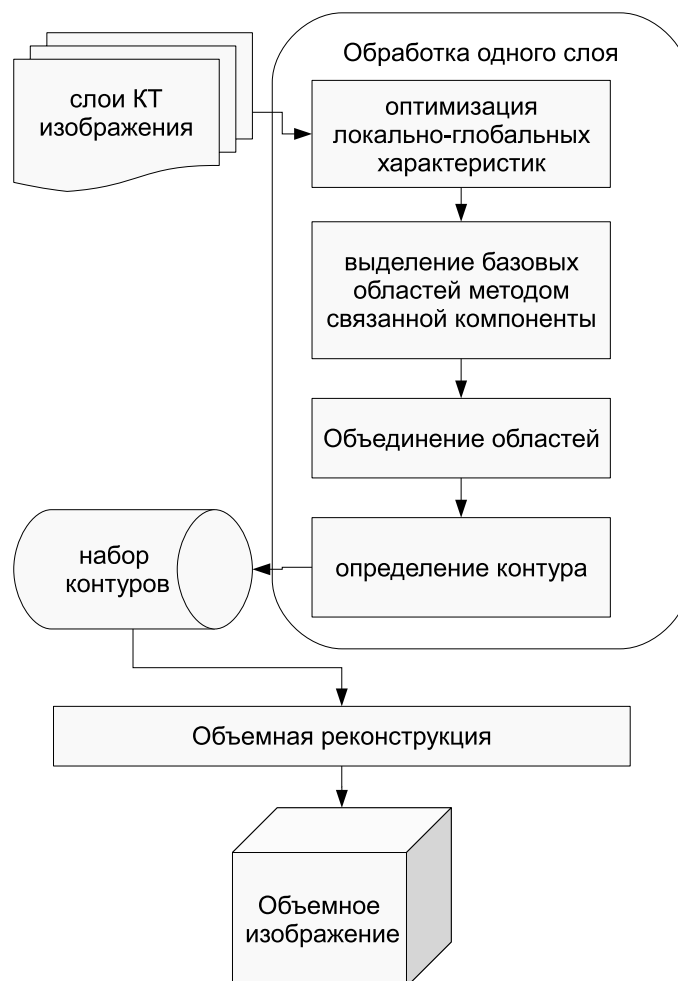 Обработка одного слоя
слои КТ
изображения
оптимизация
локально-глобальных
характеристик
выделение базовых
областей методом
связанной компоненты
Объединение областей
определение контура
набор
контуров
Объемная реконструкция
Объемное
изображение